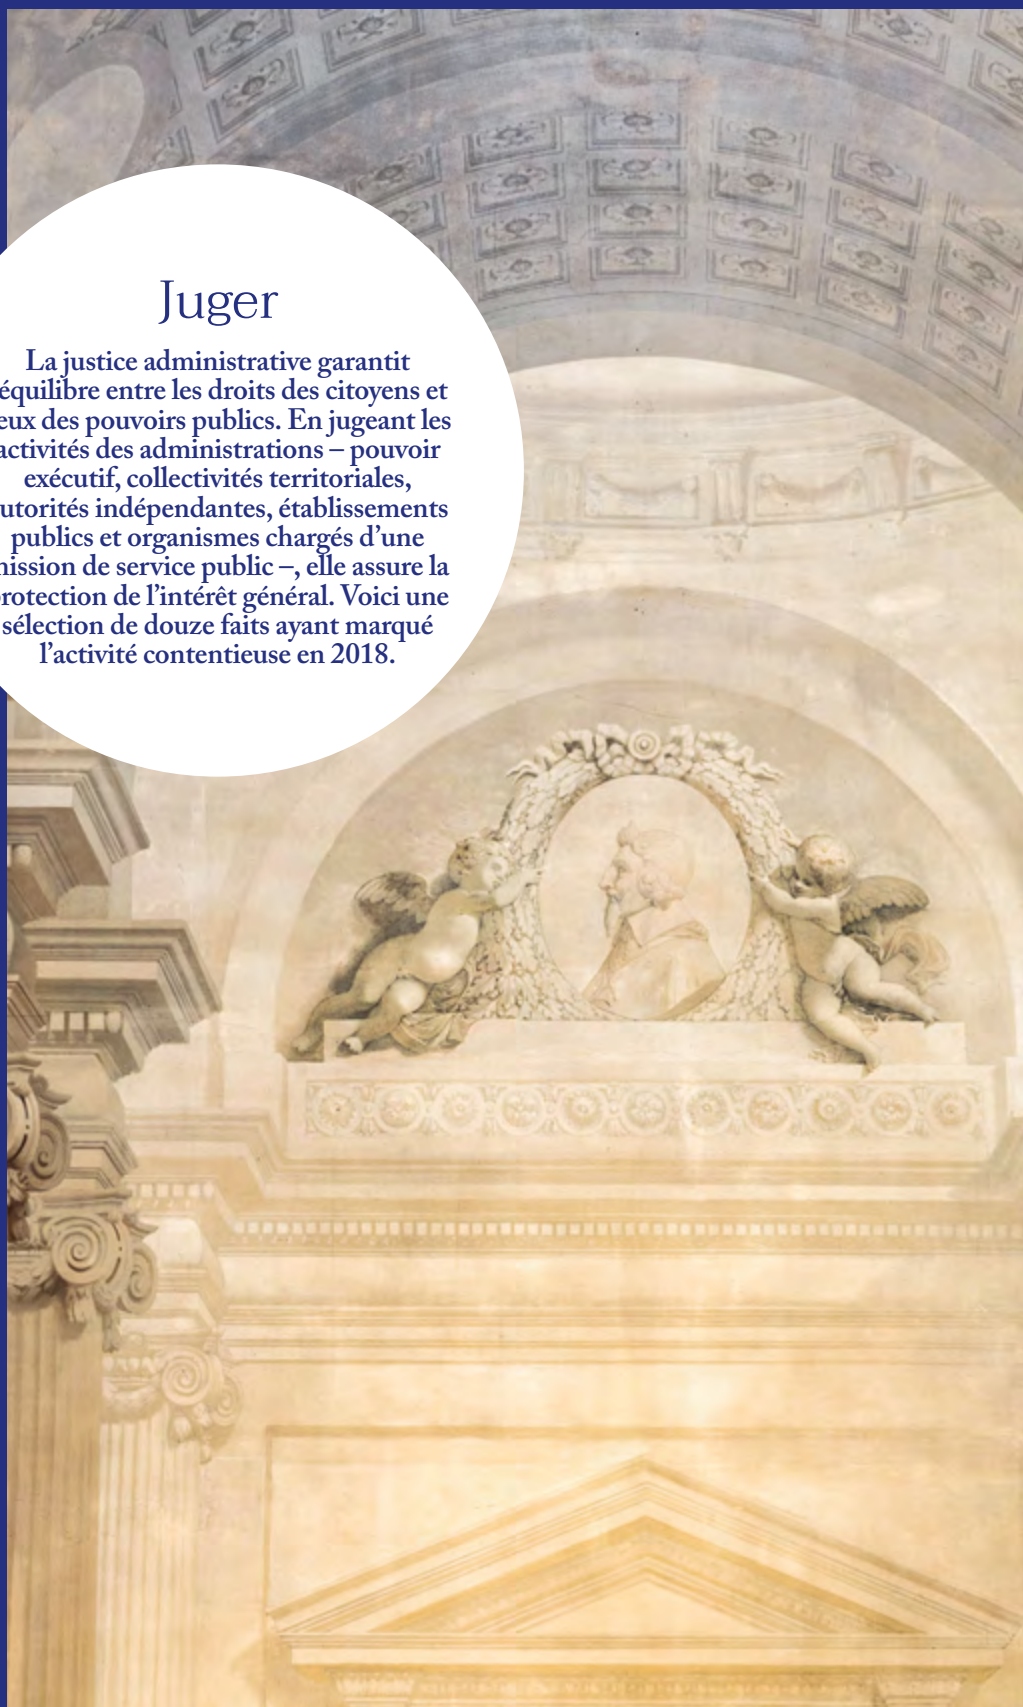 Juger
La justice administrative garantit
équilibre entre les droits des citoyens et
eux des pouvoirs publics. En jugeant les
activités des administrations – pouvoir
exécutif, collectivités territoriales,
utorités indépendantes, établissements
publics et organismes chargés d’une
ission de service public –, elle assure la
rotection de l’intérêt général. Voici une
sélection de douze faits ayant marqué
l’activité contentieuse en 2018.